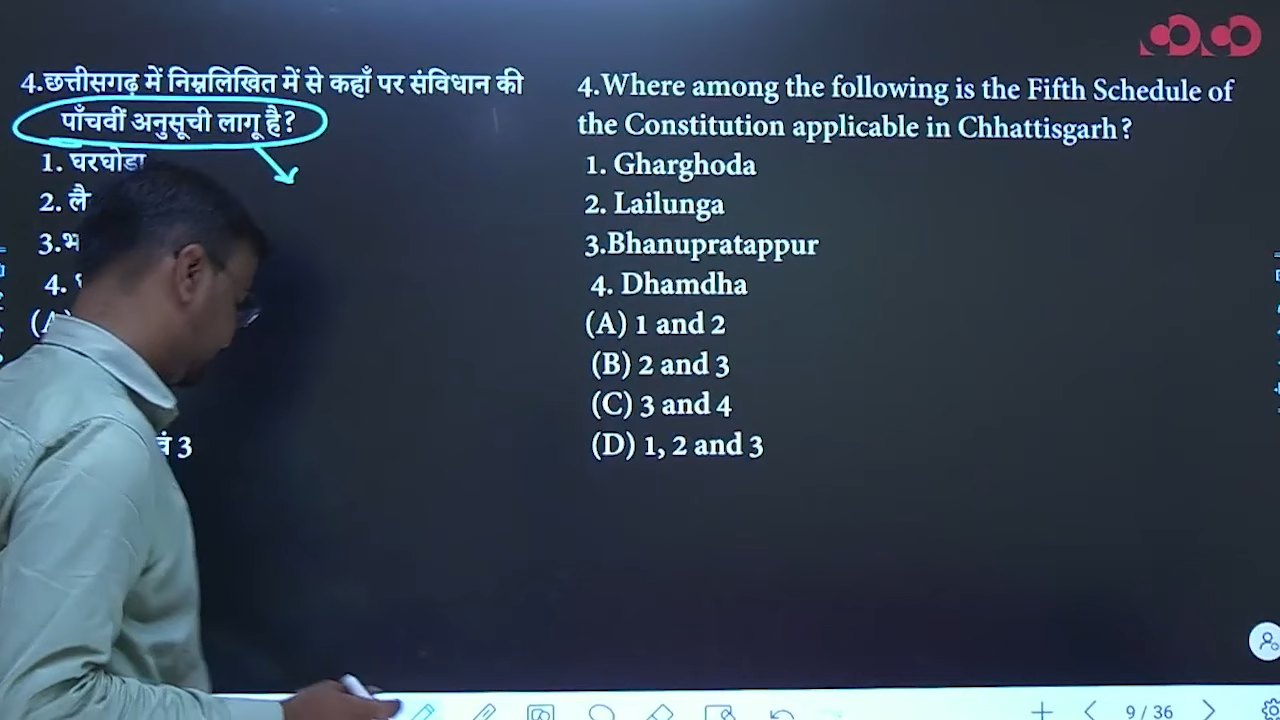 4.छत्तीसगढ़ में निम्नलिखित में से कहाँ पर संविधान की
पाँचवीं अनुसूची लागू है?
1. घरघोडा
2. लै
3.भ
4.
(A)
3
4.Where among the following is the Fifth Schedule of
the Constitution applicable in Chhattisgarh?
1. Gharghoda
2. Lailunga
3.Bhanupratappur
4. Dhamdha
(A) 1 and 2
(B) 2 and 3
(C) 3 and 4
(D) 1, 2 and 3
9 / 36